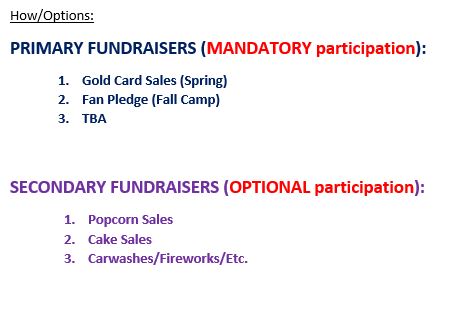 How/Options:
PRIMARY FUNDRAISERS (MANDATORY participation):
1. Gold Card Sales (Spring)
2. Fan Pledge (Fall Camp)
3. TBA
SECONDARY FUNDRAISERS (OPTIONAL participation):
1. Popcorn Sales
2. Cake Sales
3. Carwashes/Fireworks/Etc.